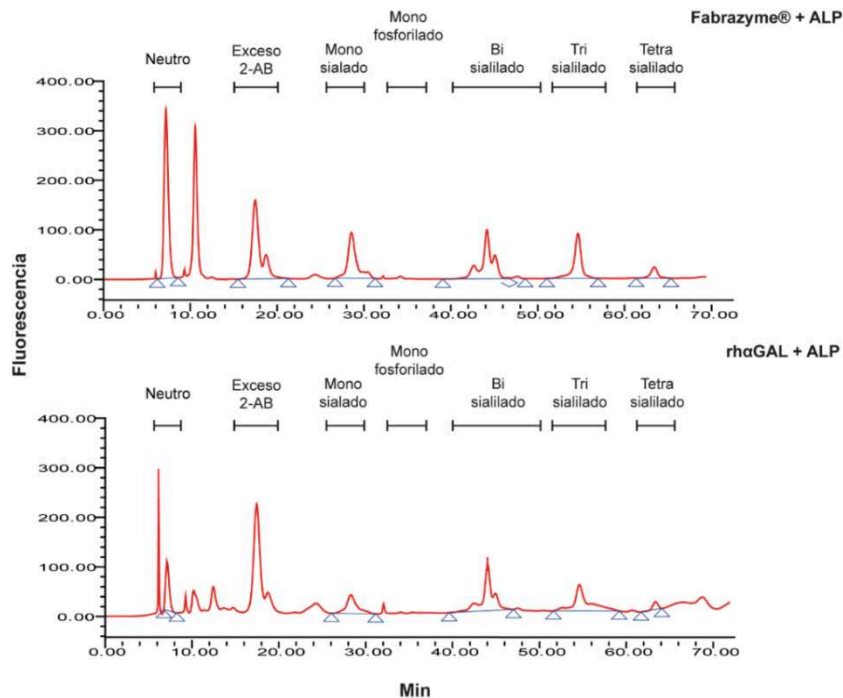 Fabrazyme® + ALP
Mono
fosforilado
Neutro
Exceso
2-AB
Mono
sialado
Bi
sialilado
Tri
sialilado
Tetra
sialilado
400.00
300.00
200.00
100.00
0.00
0.00 10.00 20.00 30.00 40.00 50.00 60.00 70.00
Fluorescencia
rhαGAL + ALP
Mono
fosforilado
Neutro
Exceso
2-AB
Mono
sialado
Bi
sialilado
Tri
sialilado
Tetra
sialilado
400.00
300.00
200.00
100.00
0.00
0.00 10.00 20.00 30.00 40.00 50.00 60.00 70.00
Min